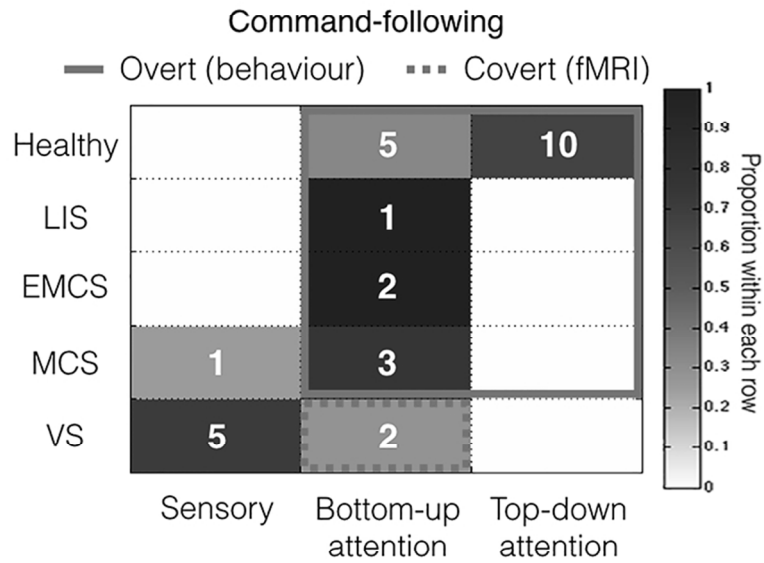 Command-following
Overt (behaviour) Covert (fMRI)
Healthy 5 10
LIS 1
EMCS 2
MCS 1 3
VS 5 2
Sensory Bottom-up attention Top-down attention
1
0.9
0.8
0.7
0.6
0.5
0.4
0.3
0.2
0.1
0
Proportion within each row